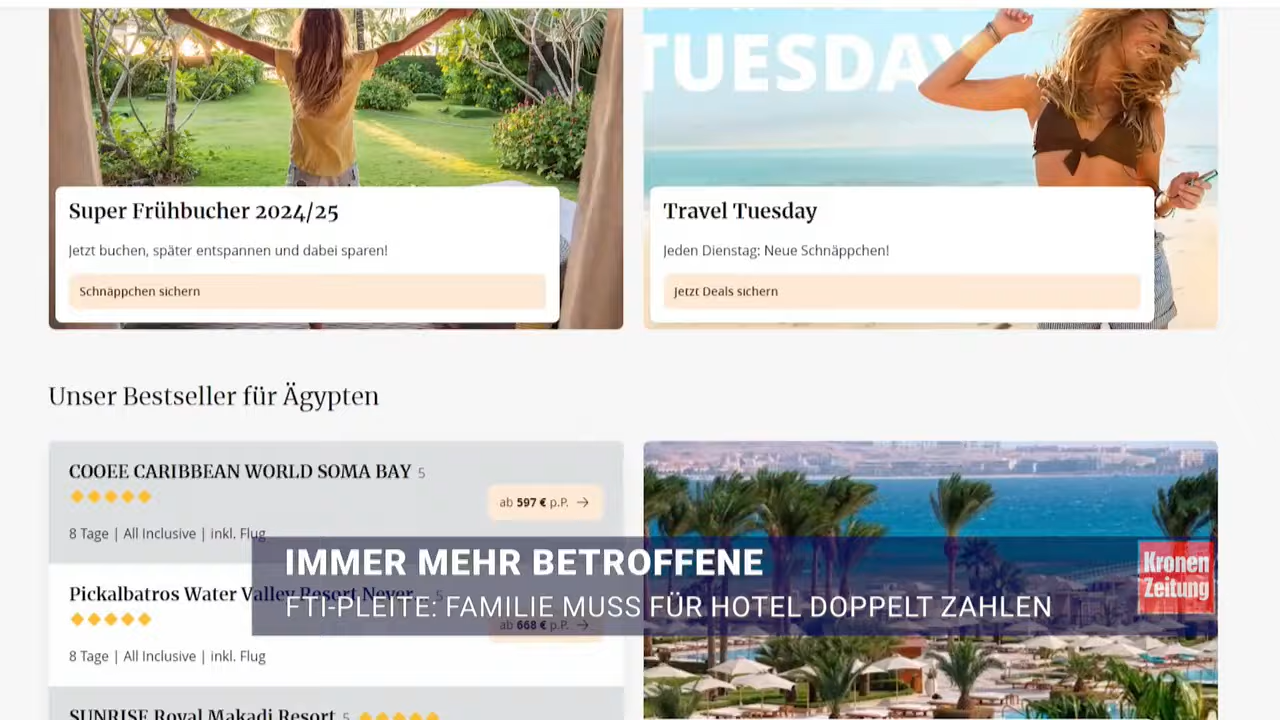 TUESDAY
Super Frühbucher 2024/25
Jetzt buchen, später entspannen und dabei sparen!
Schnäppchen sichern
Travel Tuesday
Jeden Dienstag: Neue Schnäppchen!
Jetzt Deals sichern
Unser Bestseller für Ägypten
COOEE CARIBBEAN WORLD SOMA BAY 5
ab 597 € p.P. →
8 Tage | All Inclusive | inkl. Flug
Pickalbatros Water Valley Resort Never... 5
ab 668 € p.P. →
8 Tage | All Inclusive | inkl. Flug
SUNRISE Royal Makadi Resort 5
IMMER MEHR BETROFFENE
FTI-PLEITE: FAMILIE MUSS FÜR HOTEL DOPPELT ZAHLEN
Kronen
Zeitung